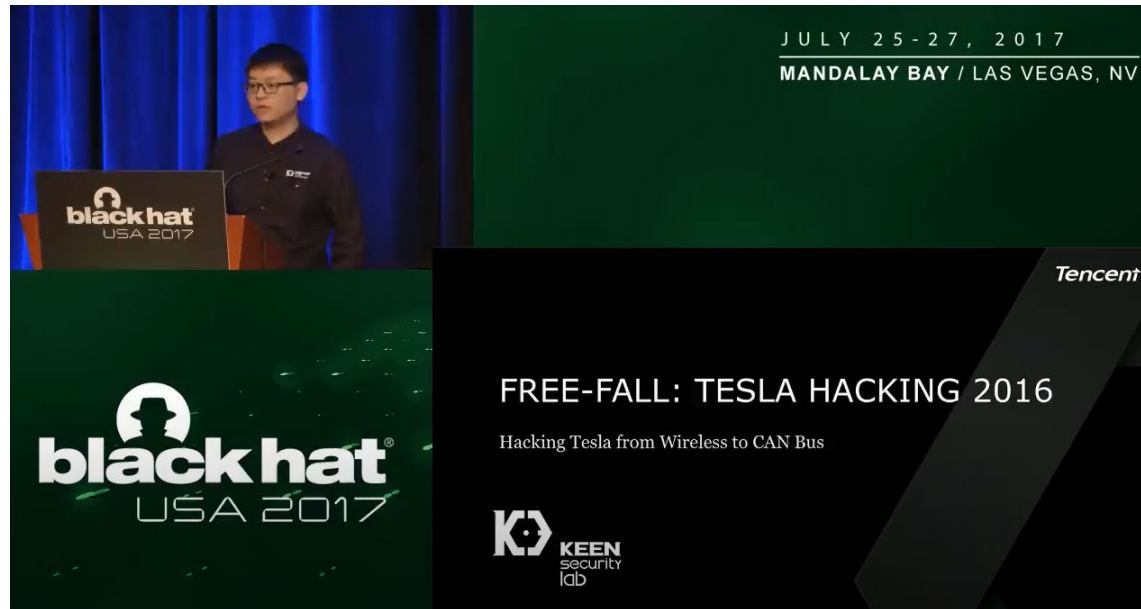 JULY 25-27, 2017
MANDALAY BAY / LAS VEGAS, NV
black hat
USA 2017
Tencent
FREE-FALL: TESLA HACKING 2016
Hacking Tesla from Wireless to CAN Bus
black hat®
USA 2017
KEEN
security
lab